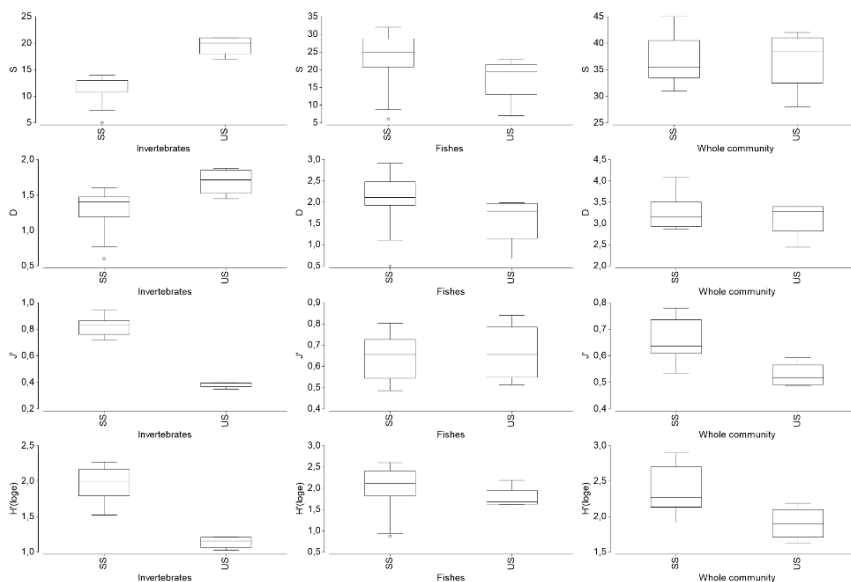 25
20
15
10
5
S
SS
US
Invertebrates
35
30
25
20
15
10
5
S
SS
US
Fishes
45
40
35
30
25
S
SS
US
Whole community
2,0
1,5
1,0
0,5
D
SS
US
Invertebrates
3,0
2,5
2,0
1,5
1,0
0,5
D
SS
US
Fishes
4,5
4,0
3,5
3,0
2,5
2,0
D
SS
US
Whole community
1,0
0,8
0,6
0,4
0,2
J'
SS
US
Invertebrates
0,9
0,8
0,7
0,6
0,5
0,4
J'
SS
US
Fishes
0,8
0,7
0,6
0,5
0,4
J'
SS
US
Whole community
2,5
2,0
1,5
1,0
H'(loge)
SS
US
Invertebrates
3,0
2,5
2,0
1,5
1,0
0,5
H'(loge)
SS
US
Fishes
3,0
2,5
2,0
1,5
H'(loge)
SS
US
Whole community